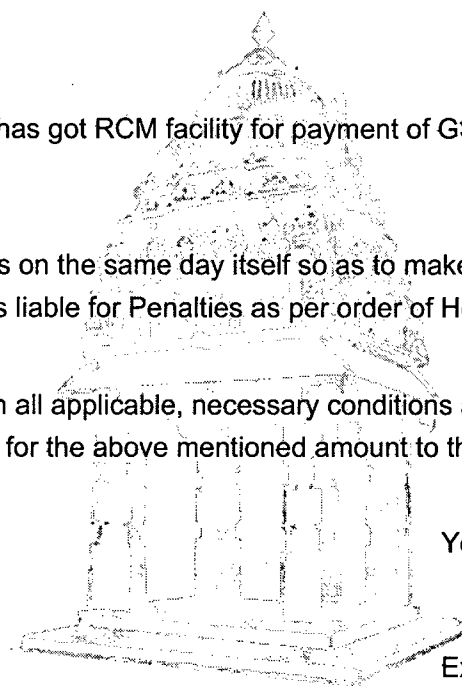 has got RCM facility for payment of
s on the same day itself so as to make
s liable for Penalties as per order of
all applicable, necessary conditions
for the above mentioned amount to